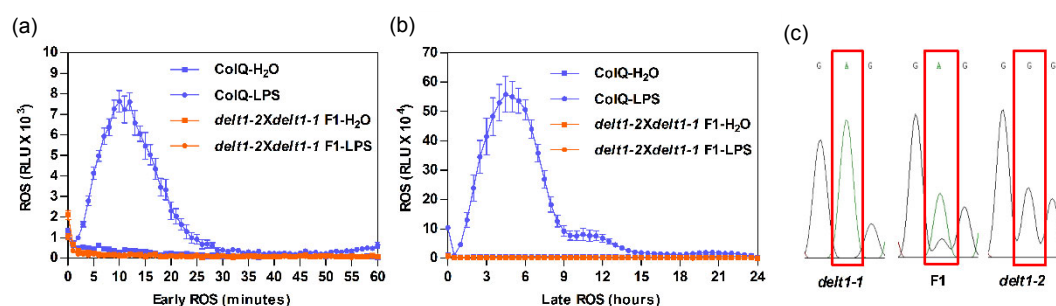 (a)
ROS (RLU X 10³)
10
9
8
7
6
5
4
3
2
1
0
0 5 10 15 20 25 30 35 40 45 50 55 60
Early ROS (minutes)
ColQ-H₂O
ColQ-LPS
delt1-2Xdelt1-1 F1-H₂O
delt1-2Xdelt1-1 F1-LPS
(b)
ROS (RLU X 10⁴)
70
60
50
40
30
20
10
0
0 3 6 9 12 15 18 21 24
Late ROS (hours)
ColQ-H₂O
ColQ-LPS
delt1-2Xdelt1-1 F1-H₂O
delt1-2Xdelt1-1 F1-LPS
(c)
G A G G A G G G G
delt1-1 F1 delt1-2